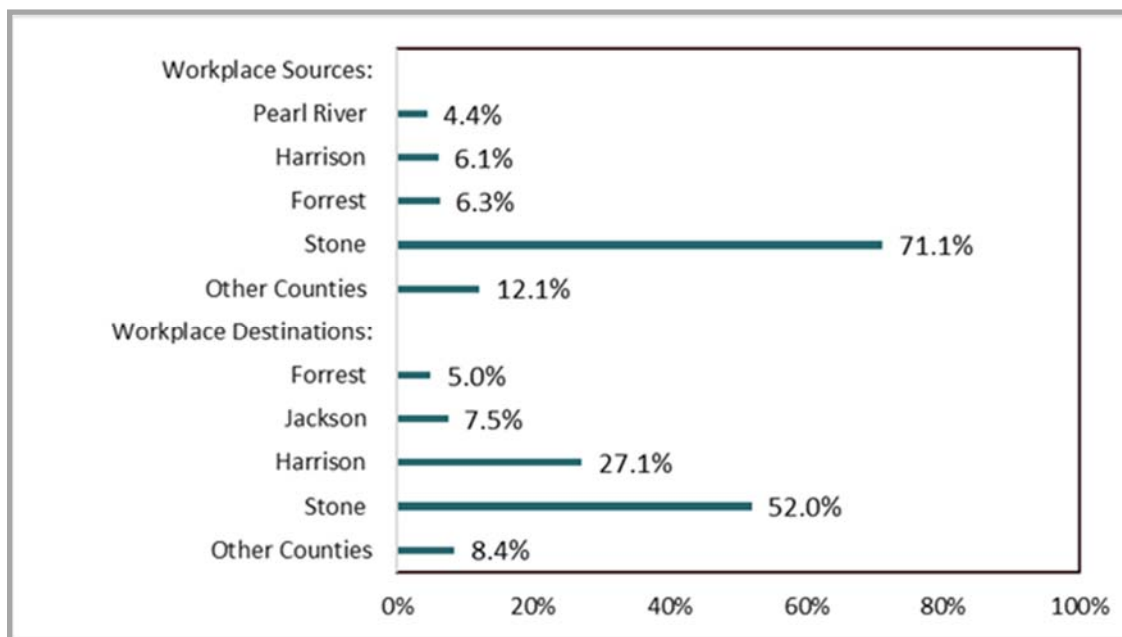 Workplace Sources:
Pearl River 4.4%
Harrison 6.1%
Forrest 6.3%
Stone 71.1%
Other Counties 12.1%
Workplace Destinations:
Forrest 5.0%
Jackson 7.5%
Harrison 27.1%
Stone 52.0%
Other Counties 8.4%
0% 20% 40% 60% 80% 100%